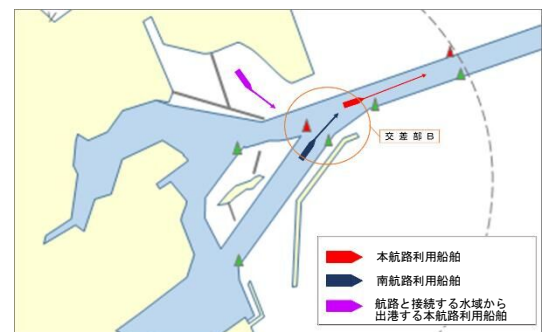 交差部B
本航路利用船舶
南航路利用船舶
航路と接続する水域から
出港する本航路利用船舶